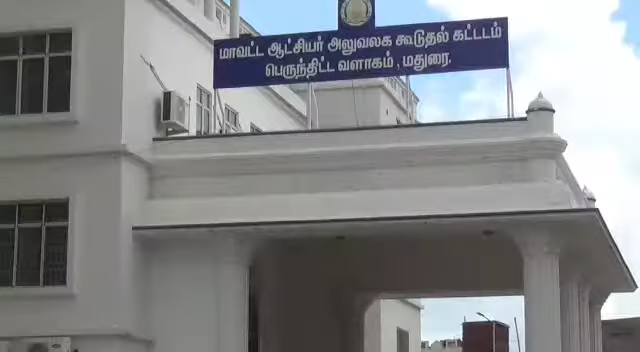 மாவட்ட ஆட்சியர் அலுவலக கூடுதல் கட்டடம்
பெருந்திட்ட வளாகம் , மதுரை.